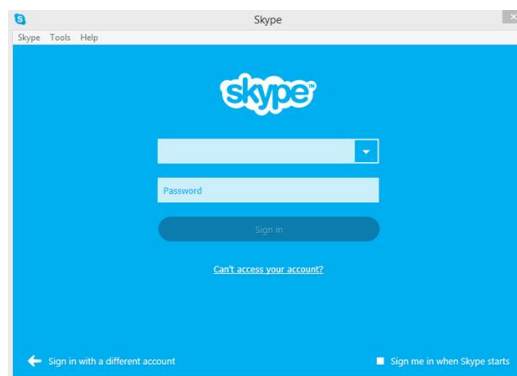 Skype
Skype Tools Help
skype™
Password
Sign in
Can't access your account?
Sign in with a different account
Sign me in when Skype starts